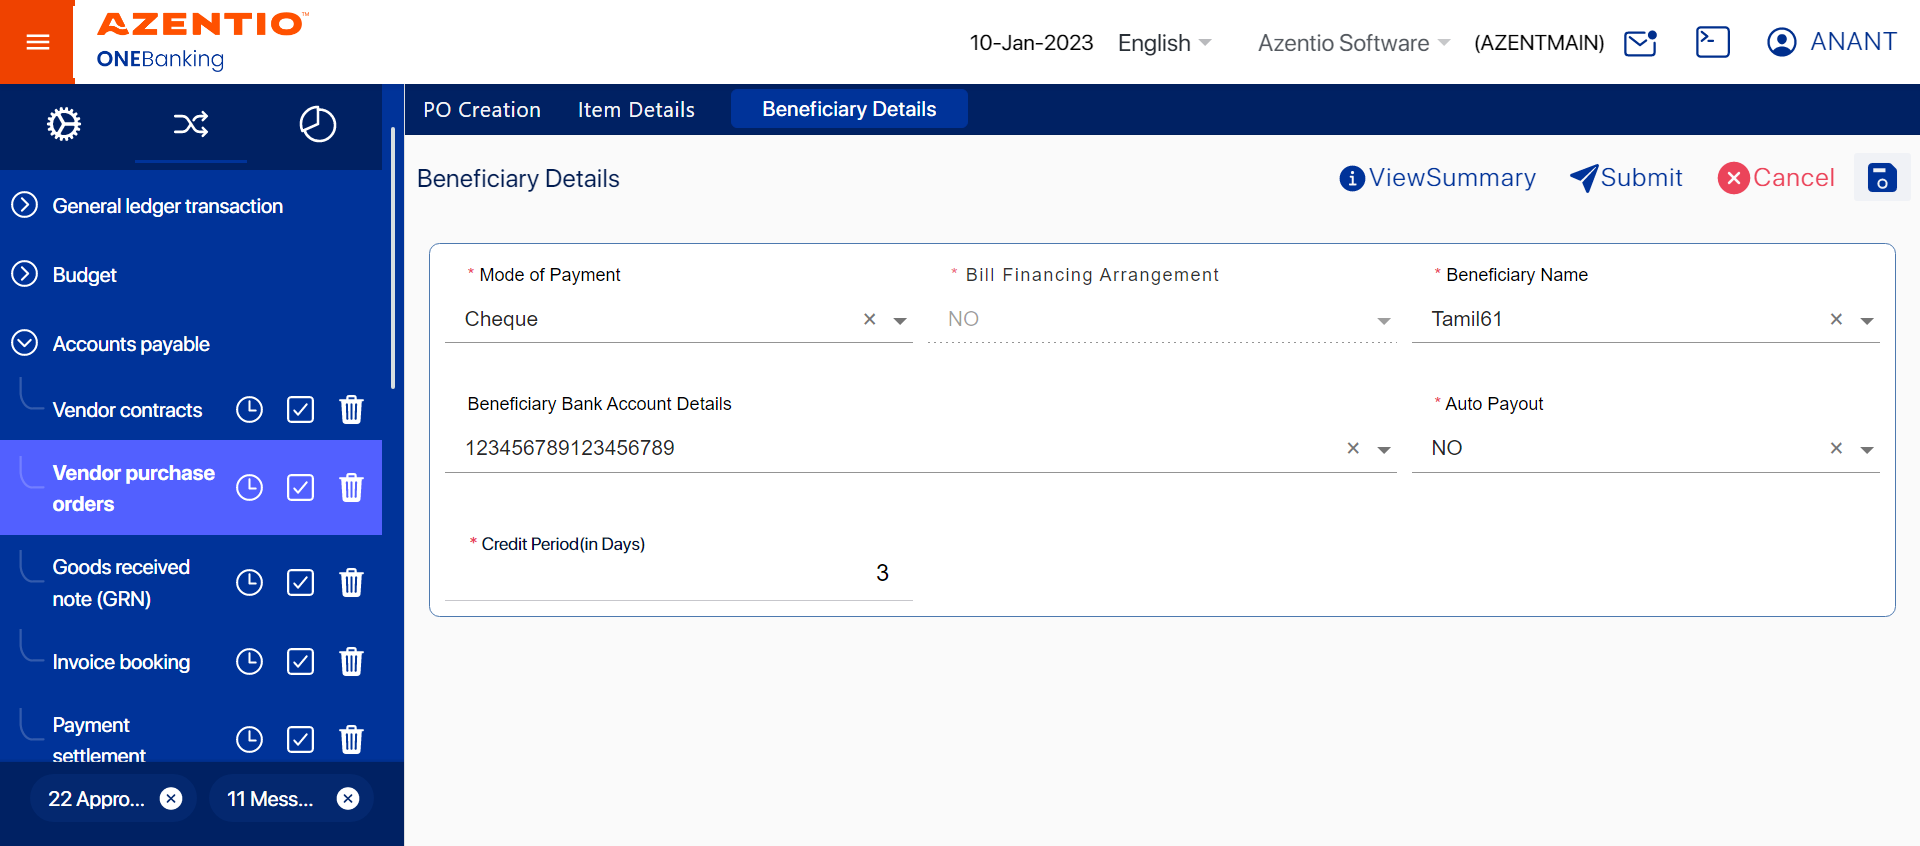 AZENTIO™
ONEBanking
10-Jan-2023 English Azentio Software (AZENTMAIN) ANANT
PO Creation Item Details Beneficiary Details
Beneficiary Details
ViewSummary Submit Cancel
General ledger transaction
Budget
Accounts payable
Vendor contracts
Vendor purchase
orders
Goods received
note (GRN)
Invoice booking
Payment
settlement
22 Appro...
11 Mess...
* Mode of Payment
Cheque
* Bill Financing Arrangement
NO
* Beneficiary Name
Tamil61
Beneficiary Bank Account Details
123456789123456789
* Auto Payout
NO
* Credit Period(in Days)
3